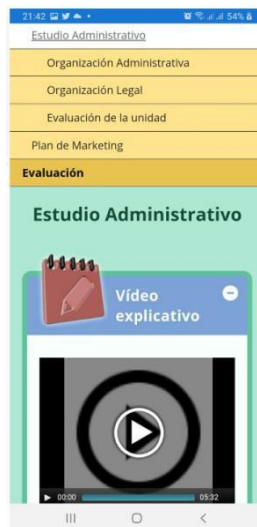 21:42
54%
Estudio Administrativo
Organización Administrativa
Organización Legal
Evaluación de la unidad
Plan de Marketing
Evaluación
Estudio Administrativo
Vídeo
explicativo
00:00
05:32